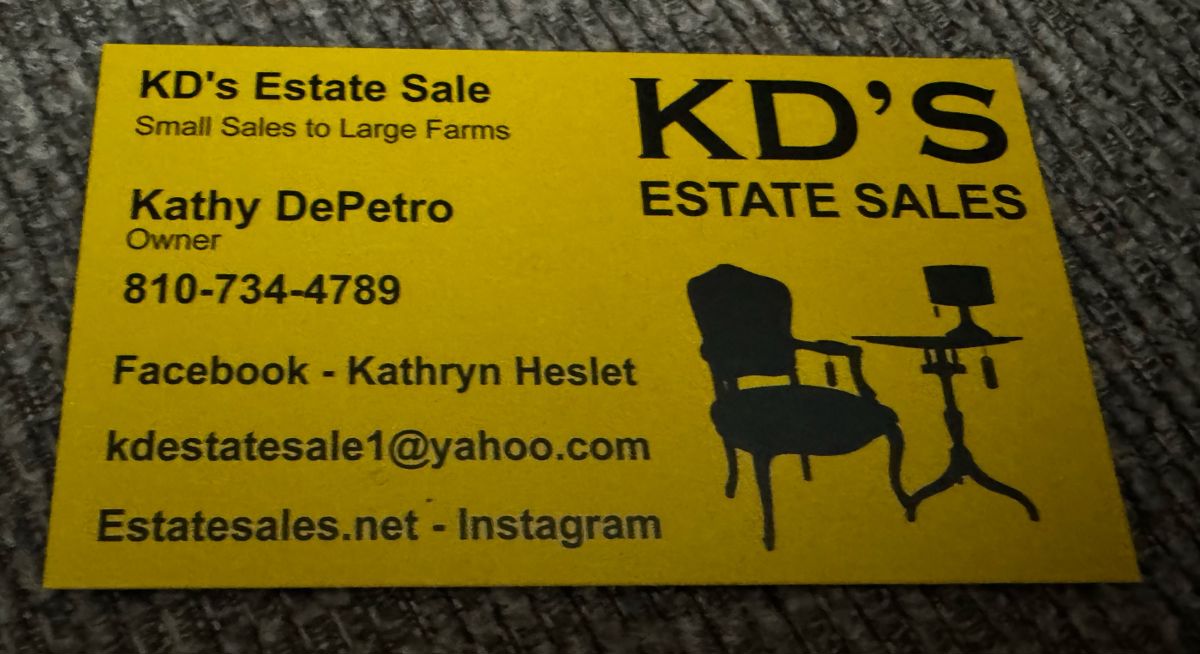 KD's Estate Sale
Small Sales to Large Farms
Kathy DePetro
Owner
810-734-4789
Facebook - Kathryn Heslet
kdestatesale1@yahoo.com
Estatesales.net - Instagram
KD'S
ESTATE SALES